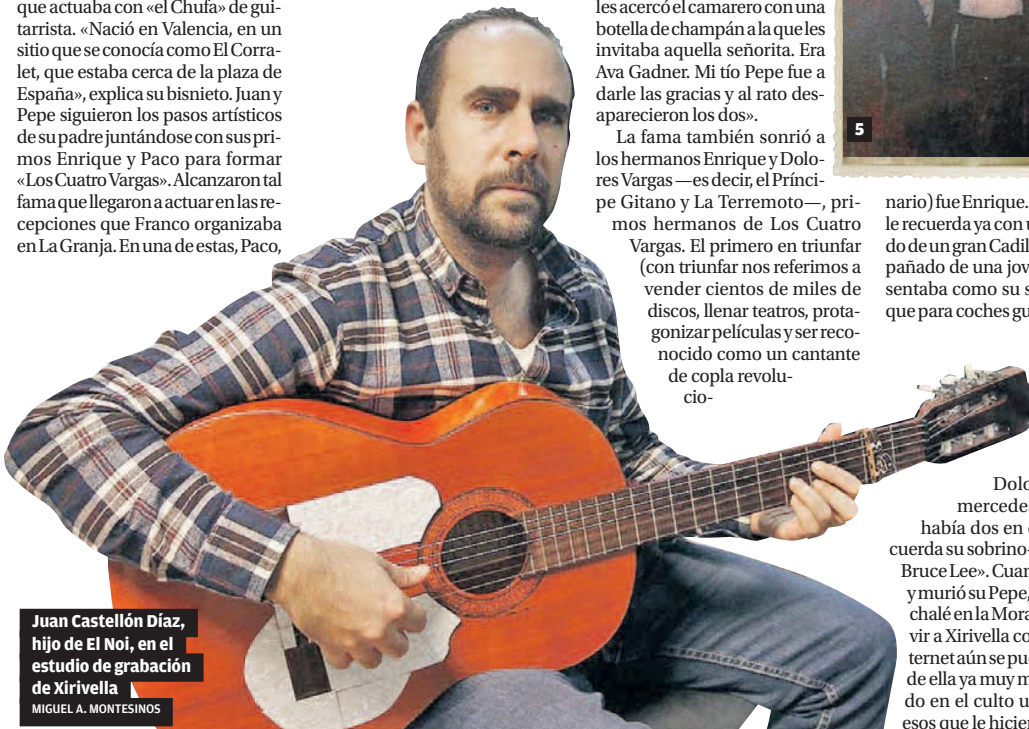 que actuaba con «el Chufa» de gui-
tarrista. «Nació en Valencia, en un
sitio que se conocía como El Corra-
let, que estaba cerca de la plaza de
España», explica su bisnieto. Juan y
Pepe siguieron los pasos artísticos
de su padre juntándose con sus pri-
mos Enrique y Paco para formar
«Los Cuatro Vargas». Alcanzaron tal
fama que llegaron a actuar en las re-
cepciones que Franco organizaba
en La Granja. En una de estas, Paco,
les acercó el camarero con una
botella de champán a la que les
invitaba aquella señorita. Era
Ava Gadner. Mi tío Pepe fue a
darle las gracias y al rato des-
aparecieron los dos».
La fama también sonrió a
los hermanos Enrique y Dolo-
res Vargas —es decir, el Prínci-
pe Gitano y La Terremoto—, pri-
mos hermanos de Los Cuatro
Vargas. El primero en triunfar
(con triunfar nos referimos a
vender cientos de miles de
discos, llenar teatros, prota-
gonizar películas y ser reco-
nocido como un cantante
de copla revolu-
cio-
5
nario) fue Enrique.
le recuerda ya con
do de un gran Cadil
pañado de una jov
sentaba como su s
que para coches gu
Dolo
mercedes
había dos en
cuerda su sobrino-
Bruce Lee». Cuan
y murió su Pepe,
chalé en la Mora
vir a Xirivella co
ternet aún se pue
de ella ya muy m
do en el culto u
esos que le hicier
Juan Castellón Díaz,
hijo de El Noi, en el
estudio de grabación
de Xirivella
MIGUEL A. MONTESINOS